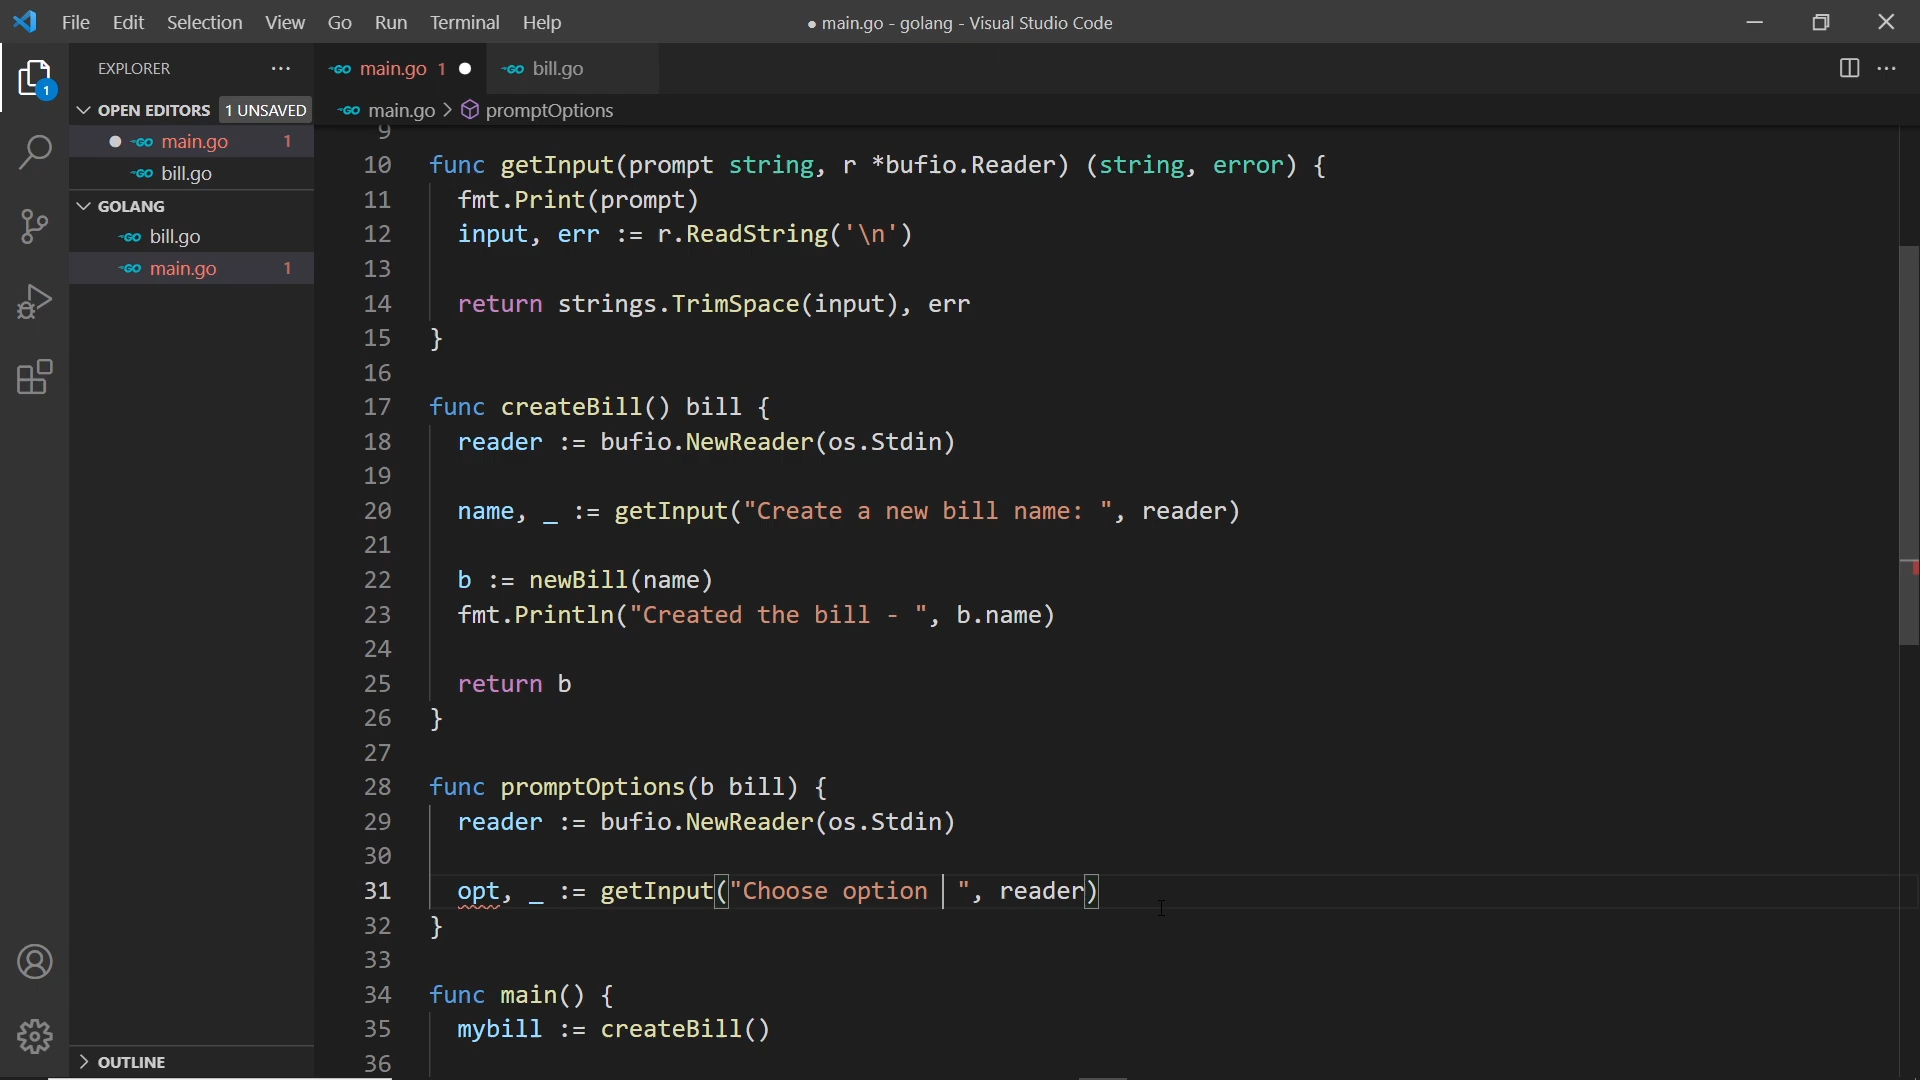 File Edit Selection View Go Run Terminal Help
● main.go - golang - Visual Studio Code
EXPLORER ...
main.go 1 ●
bill.go
1
OPEN EDITORS 1 UNSAVED
● main.go 1
bill.go
GOLANG
bill.go
main.go 1
OUTLINE
main.go > promptOptions
9
10 func getInput(prompt string, r *bufio.Reader) (string, error) {
11 fmt.Print(prompt)
12 input, err := r.ReadString('\n')
13
14 return strings.TrimSpace(input), err
15 }
16
17 func createBill() bill {
18 reader := bufio.NewReader(os.Stdin)
19
20 name, _ := getInput("Create a new bill name: ", reader)
21
22 b := newBill(name)
23 fmt.Println("Created the bill - ", b.name)
24
25 return b
26 }
27
28 func promptOptions(b bill) {
29 reader := bufio.NewReader(os.Stdin)
30
31 opt, _ := getInput("Choose option  ", reader)
32 }
33
34 func main() {
35 mybill := createBill()
36